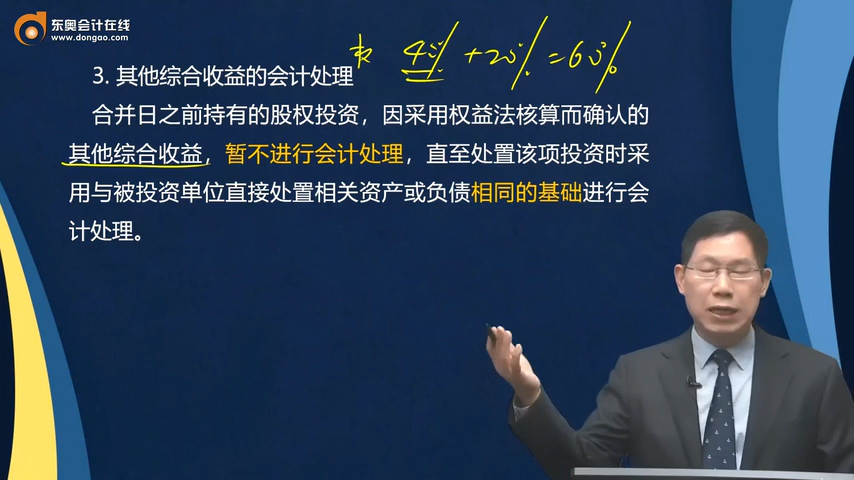 东奥会计在线
www.dongao.com
长 40% + 20% = 60%
3. 其他综合收益的会计处理
合并日之前持有的股权投资，因采用权益法核算而确认的
其他综合收益，暂不进行会计处理，直至处置该项投资时采
用与被投资单位直接处置相关资产或负债相同的基础进行会
计处理。